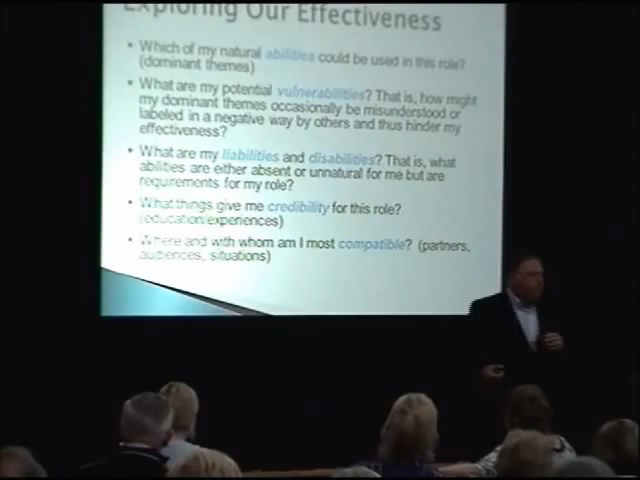 Exploring Our Effectiveness
• Which of my natural abilities could be used in this role?
(dominant themes)
• What are my potential vulnerabilities? That is, how might
my dominant themes occasionally be misunderstood or
labeled in a negative way by others and thus hinder my
effectiveness?
• What are my liabilities and disabilities? That is, what
abilities are either absent or unnatural for me but are
requirements for my role?
• What things give me credibility for this role?
(education/experiences)
• Where and with whom am I most compatible? (partners,
audiences, situations)